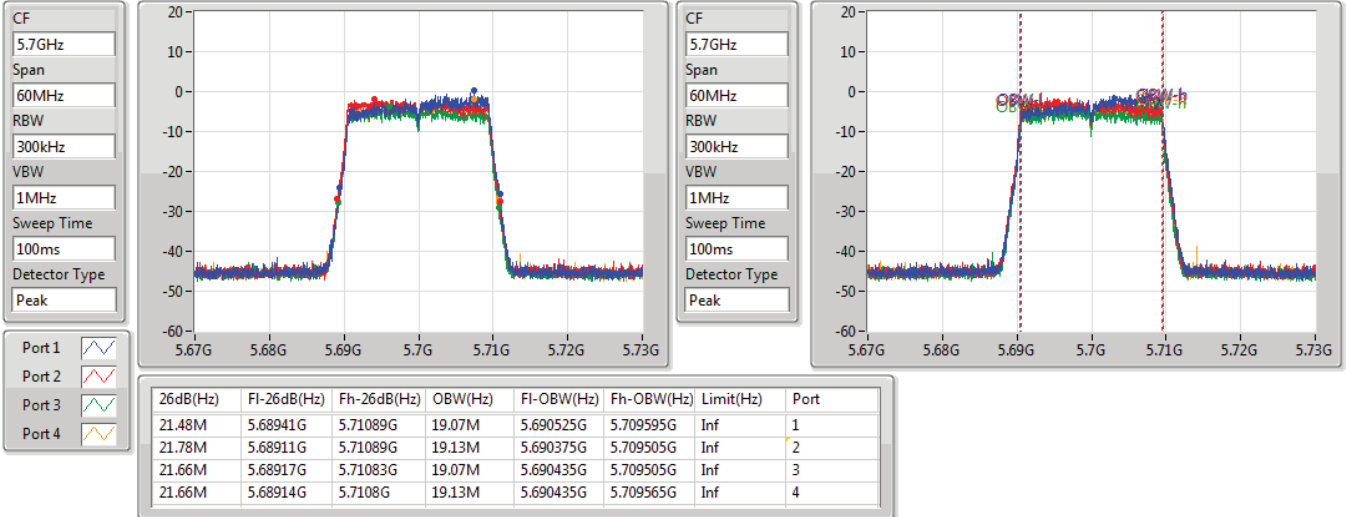 CF
5.7GHz
Span
60MHz
RBW
300kHz
VBW
1MHz
Sweep Time
100ms
Detector Type
Peak
20
10
0
-10
-20
-30
-40
-50
-60
5.67G 5.68G 5.69G 5.7G 5.71G 5.72G 5.73G
CF
5.7GHz
Span
60MHz
RBW
300kHz
VBW
1MHz
Sweep Time
100ms
Detector Type
Peak
20
10
0
-10
-20
-30
-40
-50
-60
OBW-h
5.67G 5.68G 5.69G 5.7G 5.71G 5.72G 5.73G
Port 1
Port 2
Port 3
Port 4
26dB(Hz) Fl-26dB(Hz) Fh-26dB(Hz) OBW(Hz) Fl-OBW(Hz) Fh-OBW(Hz) Limit(Hz) Port
21.48M 5.68941G 5.71089G 19.07M 5.690525G 5.709595G Inf 1
21.78M 5.68911G 5.71089G 19.13M 5.690375G 5.709505G Inf 2
21.66M 5.68917G 5.71083G 19.07M 5.690435G 5.709505G Inf 3
21.66M 5.68914G 5.7108G 19.13M 5.690435G 5.709565G Inf 4